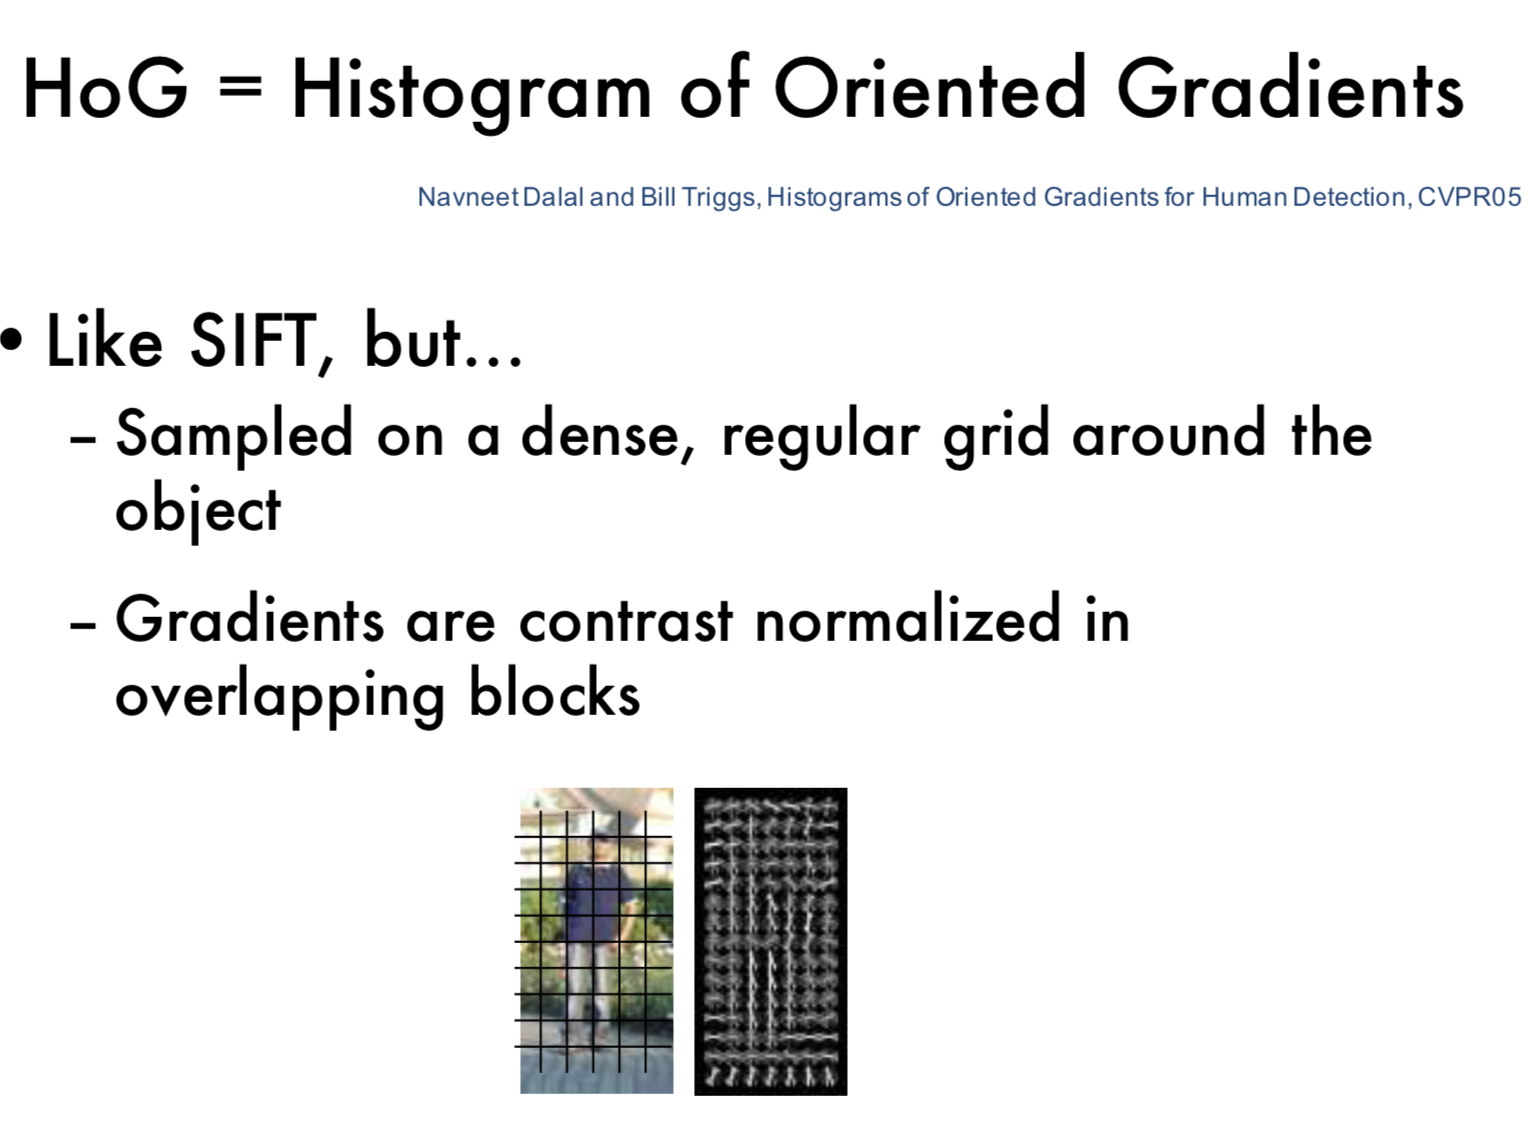 HoG = Histogram of Oriented Gradients
Navneet Dalal and Bill Triggs, Histograms of Oriented Gradients for Human Detection, CVPR05
• Like SIFT, but...
– Sampled on a dense, regular grid around the
object
– Gradients are contrast normalized in
overlapping blocks